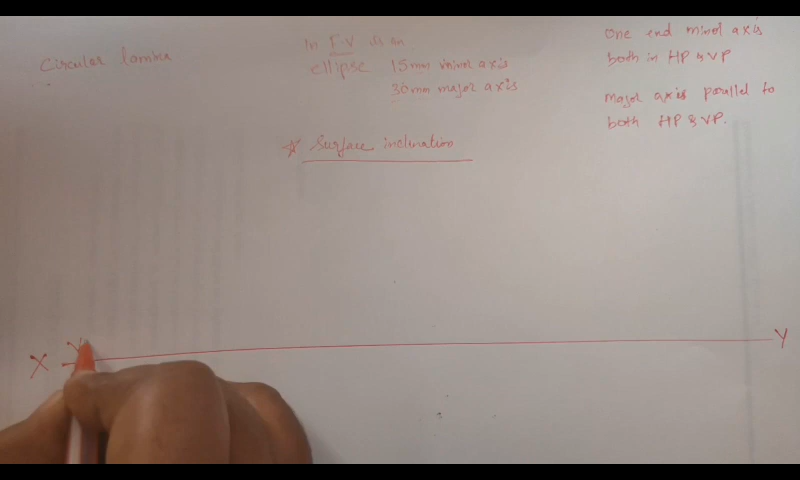 Circular lamina
In F.V is an
ellipse 15mm minor axis
30mm major axis
One end minor axis
both in HP & VP
Major axis parallel to
both HP & VP.
* Surface inclination
X
V
Y